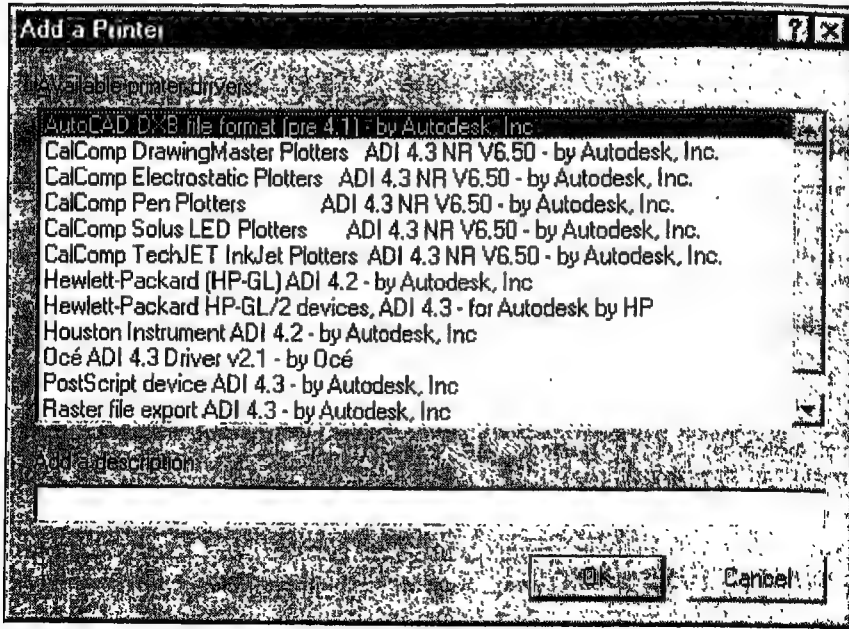 Add a Printer
Available printer drivers:
AutoCAD DXB file format (pre 4.1) - by Autodesk, Inc
CalComp DrawingMaster Plotters ADI 4.3 NR V6.50 - by Autodesk, Inc.
CalComp Electrostatic Plotters ADI 4.3 NR V6.50 - by Autodesk, Inc.
CalComp Pen Plotters ADI 4.3 NR V6.50 - by Autodesk, Inc.
CalComp Solus LED Plotters ADI 4.3 NR V6.50 - by Autodesk, Inc.
CalComp TechJET InkJet Plotters ADI 4.3 NR V6.50 - by Autodesk, Inc.
Hewlett-Packard (HP-GL) ADI 4.2 - by Autodesk, Inc
Hewlett-Packard HP-GL/2 devices, ADI 4.3 - for Autodesk by HP
Houston Instrument ADI 4.2 - by Autodesk, Inc
Océ ADI 4.3 Driver v2.1 - by Océ
PostScript device ADI 4.3 - by Autodesk, Inc
Raster file export ADI 4.3 - by Autodesk, Inc
Add a description:
OK Cancel